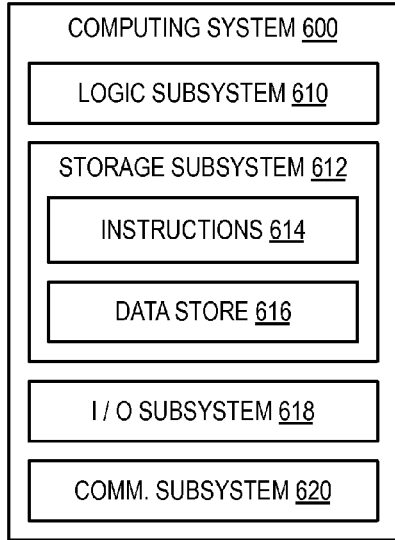 COMPUTING SYSTEM 600
LOGIC SUBSYSTEM 610
STORAGE SUBSYSTEM 612
INSTRUCTIONS 614
DATA STORE 616
I / O SUBSYSTEM 618
COMM. SUBSYSTEM 620